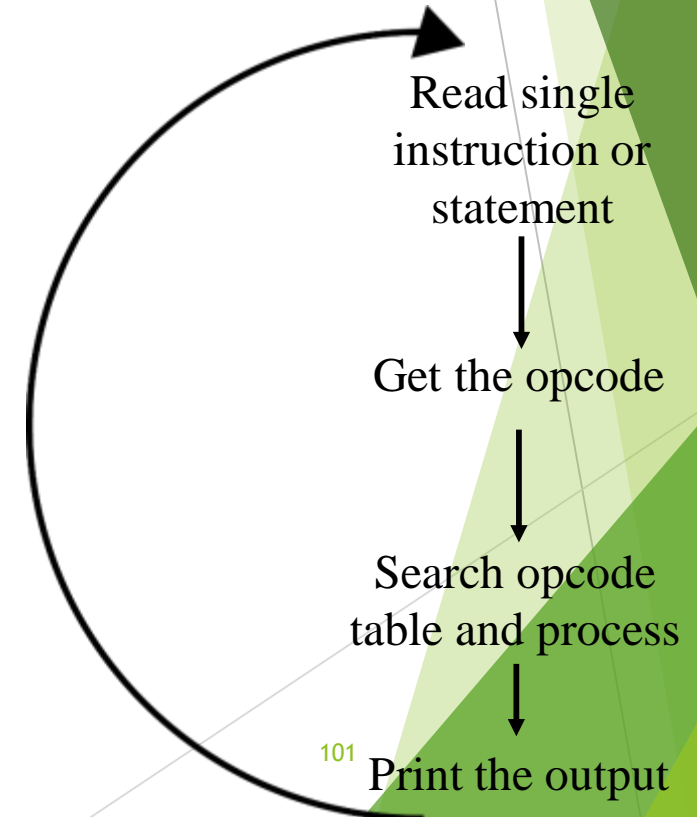 Read single
instruction or
statement
Get the opcode
Search opcode
table and process
101
Print the output